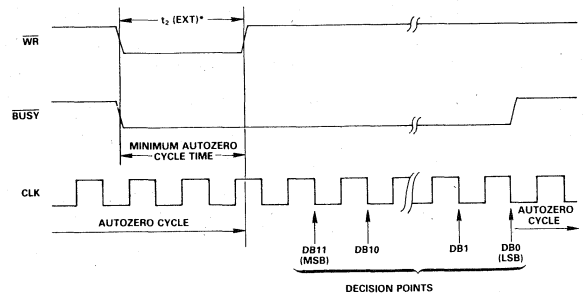 t₂ (EXT)*
WR
BUSY
MINIMUM AUTOZERO
CYCLE TIME
CLK
AUTOZERO CYCLE
AUTOZERO
CYCLE
DB11
(MSB)
DB10
DB1
DB0
(LSB)
DECISION POINTS